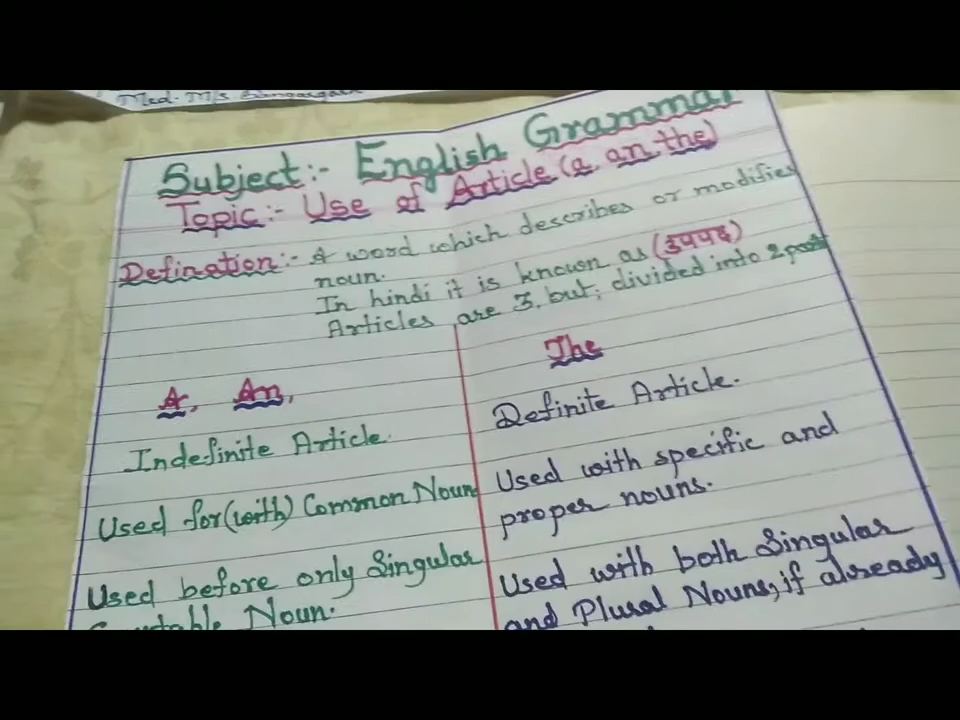 Med. M/s
Subject:- English Grammar
Topic:- Use of Article (a an the)
Defination:- A word which describes or modifies
noun.
In hindi it is known as (उपपद)
Articles are 3. but, divided into 2 part
A, An,
Indefinite Article.
Used for(with) Common Noun
Used before only Singular
Countable Noun.
The
Definite Article.
Used with specific and
proper nouns.
Used with both Singular
and Plural Nouns, if already